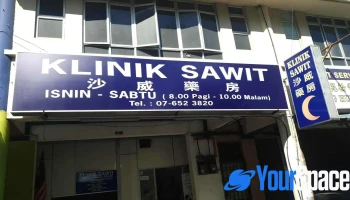 KLINIK SAWIT
沙 威 藥 房
ISNIN - SABTU ( 8.00 Pagi - 10.00 Malam)
Tel. : 07-652 3820
KLINIK
SAWIT
沙
威
藥
房
YourSpace